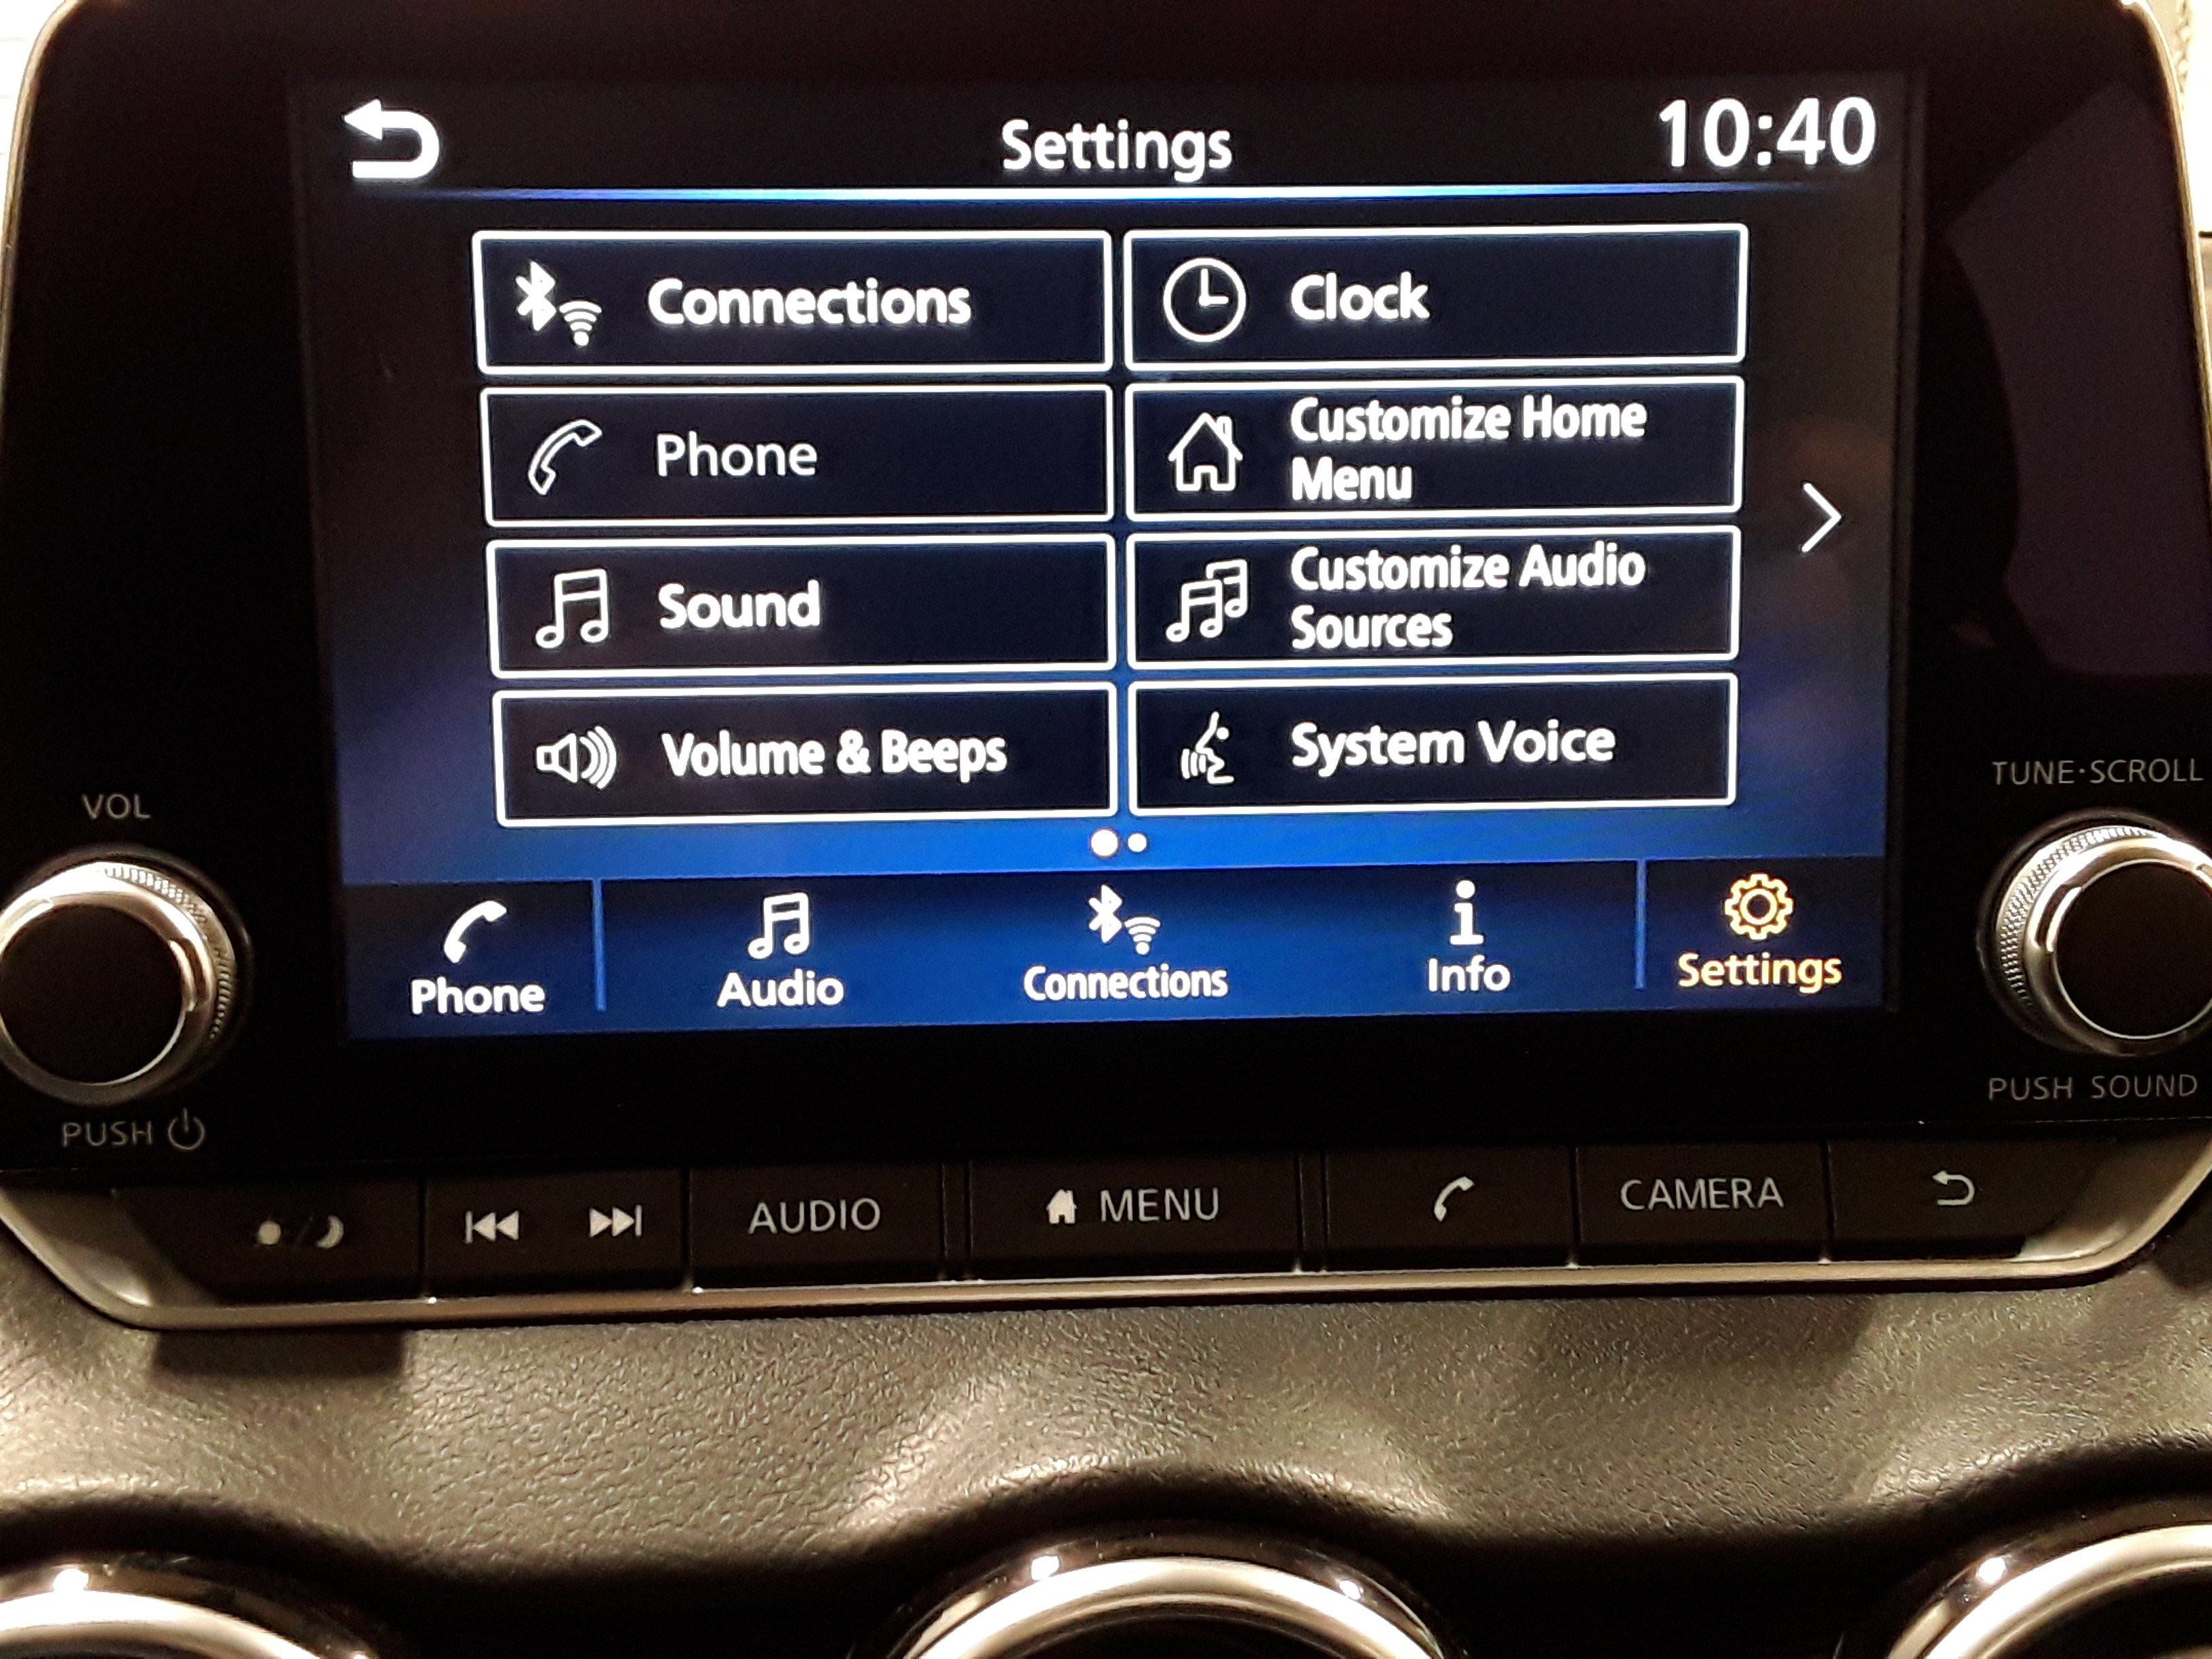 Settings
10:40
Connections
Clock
Phone
Customize Home
Menu
Sound
Customize Audio
Sources
Volume & Beeps
System Voice
Phone
Audio
Connections
Info
Settings
VOL
PUSH
TUNE·SCROLL
PUSH SOUND
AUDIO
MENU
CAMERA